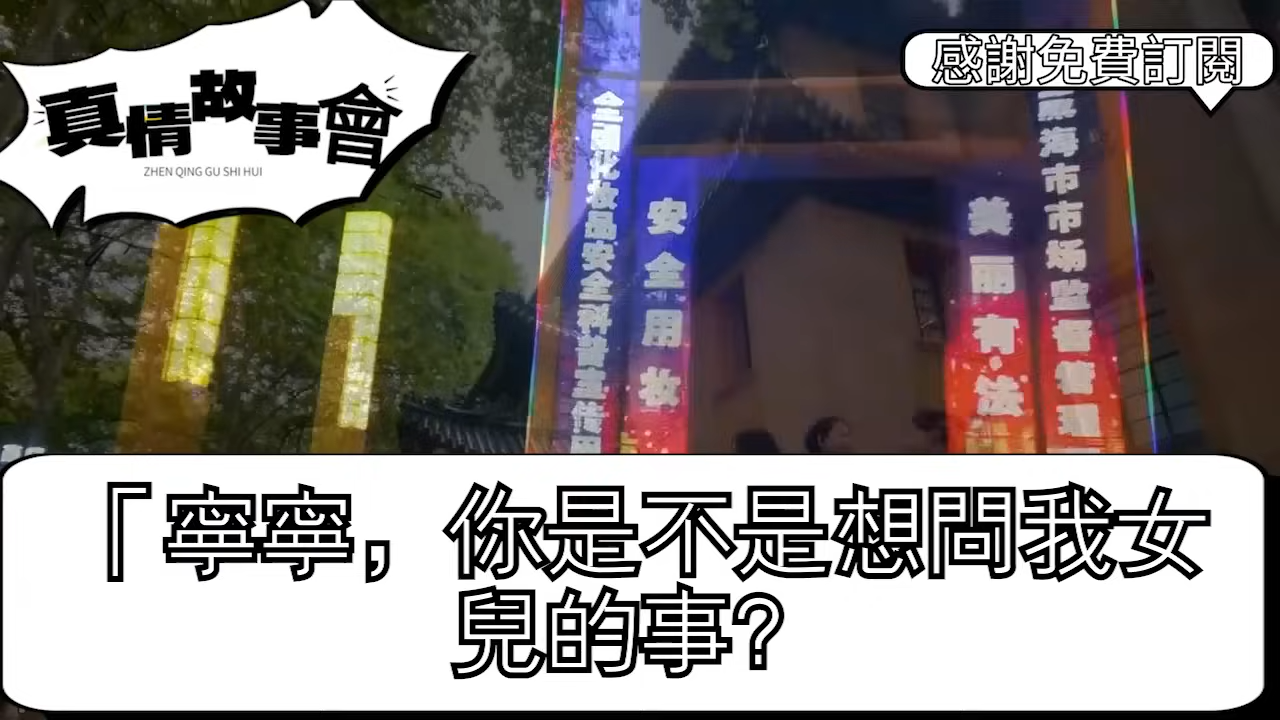 真情故事會
ZHEN QING GU SHI HUI
感謝免費訂閱
全国化妆品安全科普宣传周
安全用妆
美丽有法
海市市场监督管理
「寧寧，你是不是想問我女
兒的事？